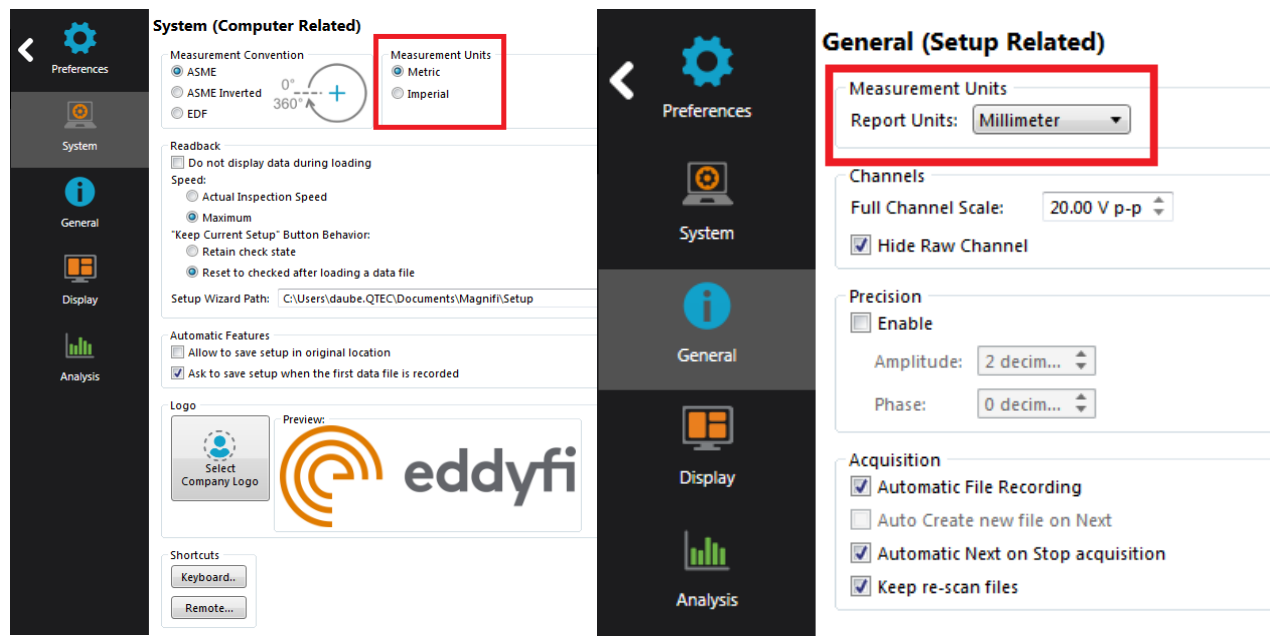 System (Computer Related)
Preferences
System
General
Display
Analysis
Measurement Convention
ASME
ASME Inverted
EDF
0°
360°
Measurement Units
Metric
Imperial
Readback
Do not display data during loading
Speed:
Actual Inspection Speed
Maximum
"Keep Current Setup" Button Behavior:
Retain check state
Reset to checked after loading a data file
Setup Wizard Path: C:\Users\daube.QTEC\Documents\Magnifi\Setup
Automatic Features
Allow to save setup in original location
Ask to save setup when the first data file is recorded
Logo
Select
Company Logo
Preview:
eddyfi
Shortcuts
Keyboard..
Remote...
General (Setup Related)
Preferences
System
General
Display
Analysis
Measurement Units
Report Units: Millimeter
Channels
Full Channel Scale: 20.00 V p-p
Hide Raw Channel
Precision
Enable
Amplitude: 2 decim...
Phase: 0 decim...
Acquisition
Automatic File Recording
Auto Create new file on Next
Automatic Next on Stop acquisition
Keep re-scan files